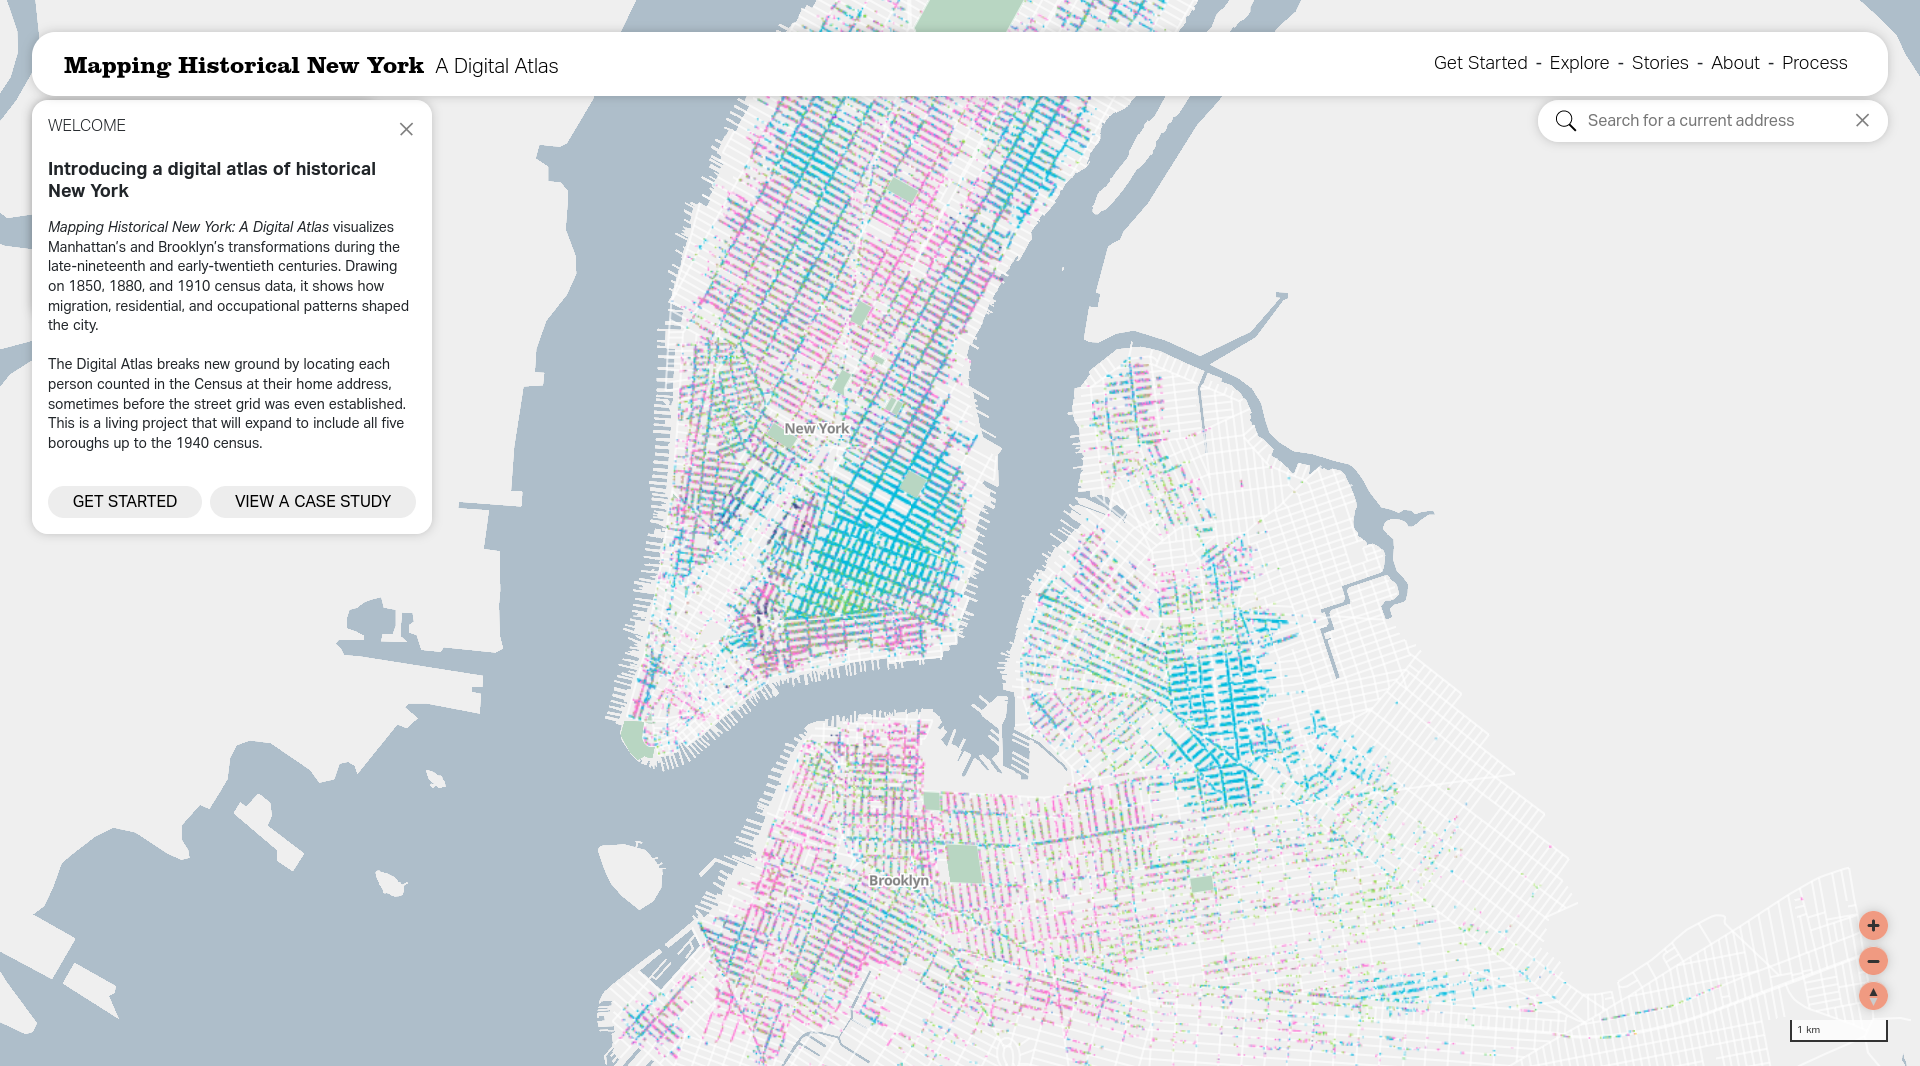 Mapping Historical New York A Digital Atlas
Get Started - Explore - Stories - About - Process
WELCOME
Introducing a digital atlas of historical
New York
Mapping Historical New York: A Digital Atlas visualizes
Manhattan's and Brooklyn's transformations during the
late-nineteenth and early-twentieth centuries. Drawing
on 1850, 1880, and 1910 census data, it shows how
migration, residential, and occupational patterns shaped
the city.
The Digital Atlas breaks new ground by locating each
person counted in the Census at their home address,
sometimes before the street grid was even established.
This is a living project that will expand to include all five
boroughs up to the 1940 census.
GET STARTED
VIEW A CASE STUDY
Search for a current address
New York
Brooklyn
1 km